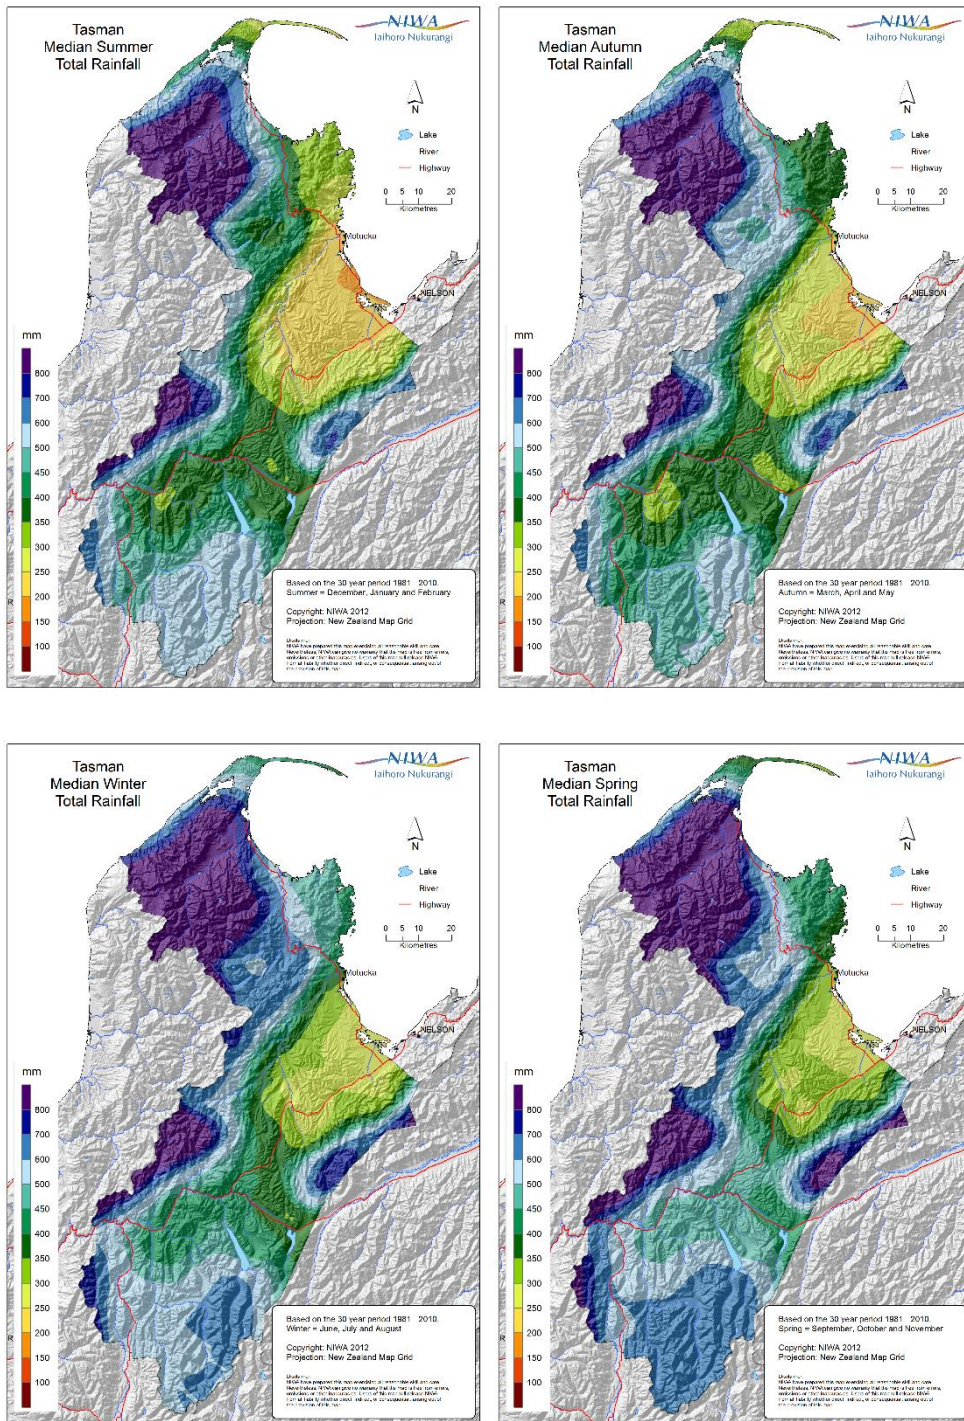 Tasman
Median Summer
Total Rainfall
NIWA
Taihoro Nukurangi
N
Lake
River
Highway
0 5 10 20
Kilometres
Motueka
NELSON
mm
800
700
600
500
450
400
350
300
250
200
150
100
Based on the 30 year period 1981 2010.
Summer = December, January and February
Copyright: NIWA 2012
Projection: New Zealand Map Grid
Tasman
Median Autumn
Total Rainfall
NIWA
Taihoro Nukurangi
N
Lake
River
Highway
0 5 10 20
Kilometres
Motueka
NELSON
mm
800
700
600
500
450
400
350
300
250
200
150
100
R
Based on the 30 year period 1981 2010.
Autumn = March, April and May
Copyright: NIWA 2012
Projection: New Zealand Map Grid
Tasman
Median Winter
Total Rainfall
NIWA
Taihoro Nukurangi
N
Lake
River
Highway
0 5 10 20
Kilometres
Motueka
NELSON
mm
800
700
600
500
450
400
350
300
250
200
150
100
Based on the 30 year period 1981 2010.
Winter = June, July and August
Copyright: NIWA 2012
Projection: New Zealand Map Grid
Tasman
Median Spring
Total Rainfall
NIWA
Taihoro Nukurangi
N
Lake
River
Highway
0 5 10 20
Kilometres
Motueka
NELSON
mm
800
700
600
500
450
400
350
300
250
200
150
100
R
Based on the 30 year period 1981 2010.
Spring = September, October and November
Copyright: NIWA 2012
Projection: New Zealand Map Grid